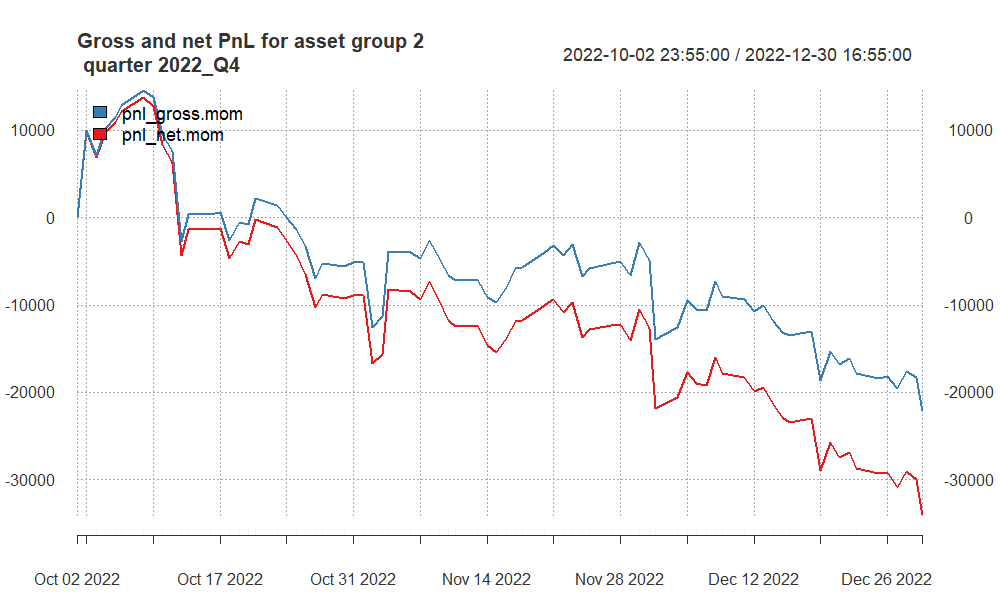 Gross and net PnL for asset group 2
quarter 2022_Q4
2022-10-02 23:55:00 / 2022-12-30 16:55:00
pnl_gross.mom
pnl_net.mom
10000 10000
0 0
-10000 -10000
-20000 -20000
-30000 -30000
Oct 02 2022 Oct 17 2022 Oct 31 2022 Nov 14 2022 Nov 28 2022 Dec 12 2022 Dec 26 2022